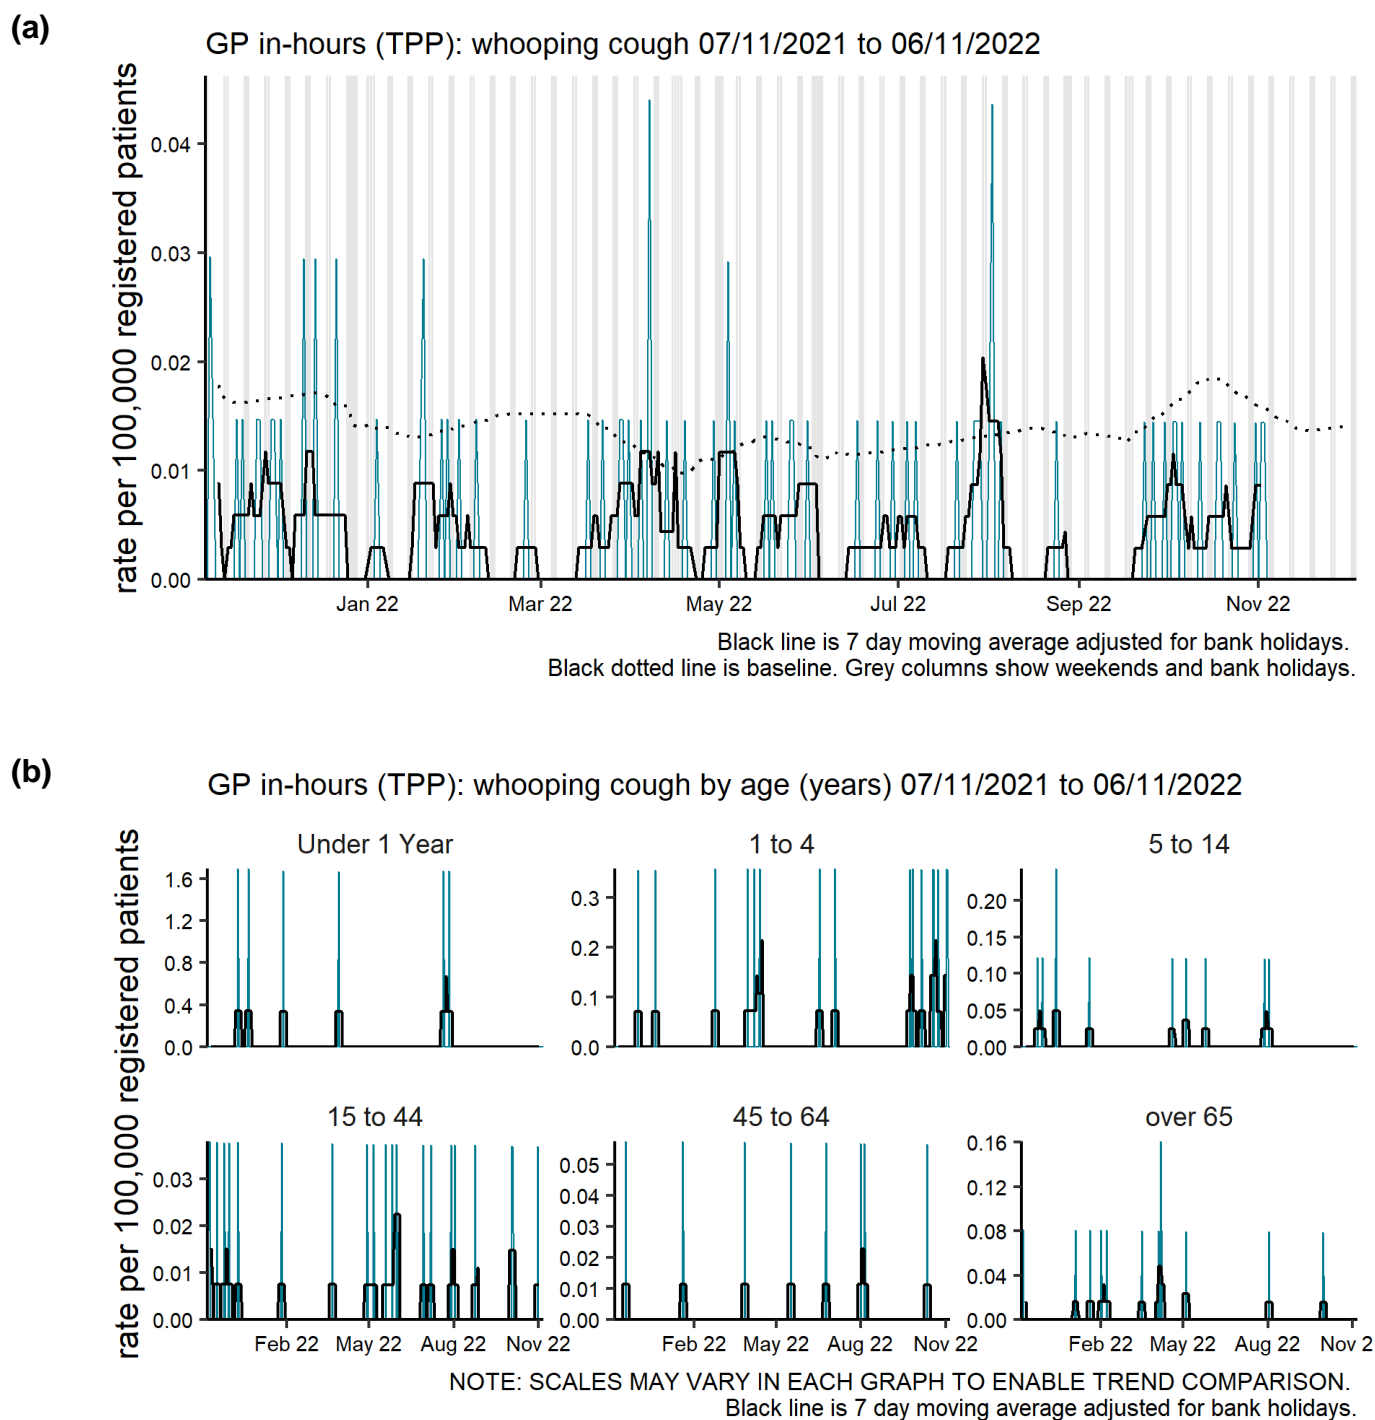 (a)
GP in-hours (TPP): whooping cough 07/11/2021 to 06/11/2022
rate per 100,000 registered patients
0.04
0.03
0.02
0.01
0.00
Jan 22 Mar 22 May 22 Jul 22 Sep 22 Nov 22
Black line is 7 day moving average adjusted for bank holidays.
Black dotted line is baseline. Grey columns show weekends and bank holidays.
(b)
GP in-hours (TPP): whooping cough by age (years) 07/11/2021 to 06/11/2022
rate per 100,000 registered patients
Under 1 Year
1.6
1.2
0.8
0.4
0.0
1 to 4
0.3
0.2
0.1
0.0
5 to 14
0.20
0.15
0.10
0.05
0.00
15 to 44
0.03
0.02
0.01
0.00
Feb 22 May 22 Aug 22 Nov 22
45 to 64
0.05
0.04
0.03
0.02
0.01
0.00
Feb 22 May 22 Aug 22 Nov 22
over 65
0.16
0.12
0.08
0.04
0.00
Feb 22 May 22 Aug 22 Nov 2
NOTE: SCALES MAY VARY IN EACH GRAPH TO ENABLE TREND COMPARISON.
Black line is 7 day moving average adjusted for bank holidays.